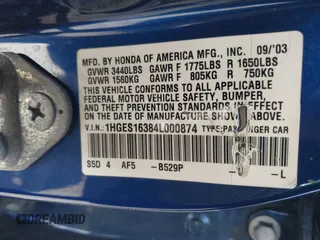 MFD. BY HONDA OF AMERICA MFG., INC. 09/'03
GVWR 3440LBS GAWR F 1775LBS R 1650LBS
GVWR 1560KG GAWR F 805KG R 750KG
THIS VEHICLE CONFORMS TO ALL APPLICABLE
FEDERAL MOTOR VEHICLE SAFETY, BUMPER,
AND THEFT PREVENTION STANDARDS IN EFFECT
ON THE DATE OF MANUFACTURE SHOWN ABOVE.
V.I.N: 1HGES16384L000874 TYPE: PASSENGER CAR
S5D 4 AF5 -B529P - -L
DREAMBID